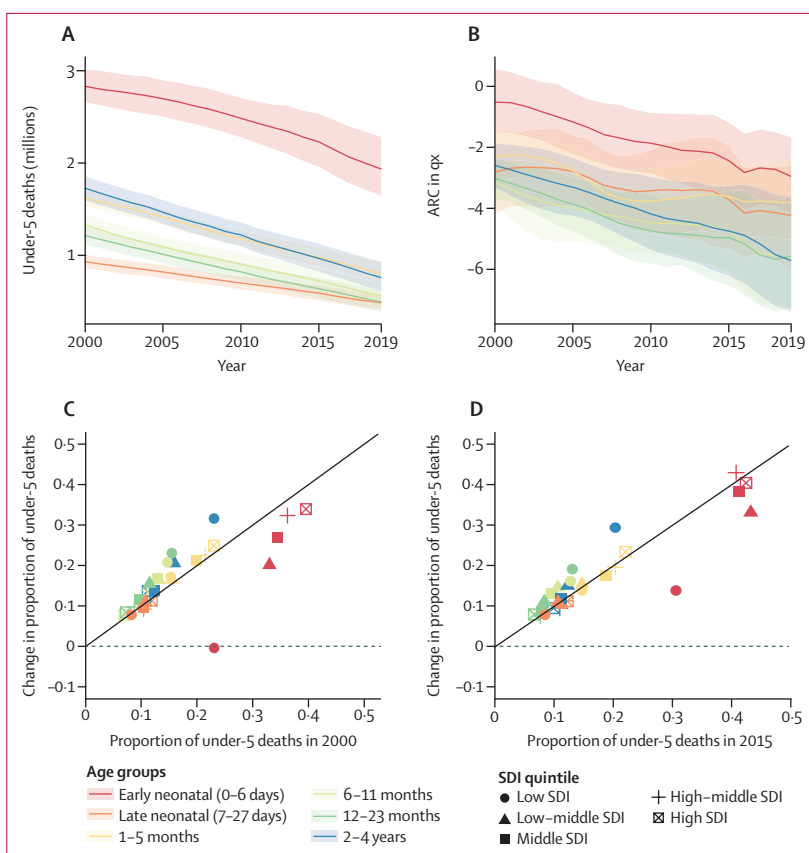 A
Under-5 deaths (millions)
3
2
1
2000
2005
2010
2015
2019
Year
B
ARC in qx
0
−2
−4
−6
2000
2005
2010
2015
2019
Year
C
Change in proportion of under-5 deaths
0·5
0·4
0·3
0·2
0·1
0
−0·1
0
0·1
0·2
0·3
0·4
0·5
Proportion of under-5 deaths in 2000
D
Change in proportion of under-5 deaths
0·5
0·4
0·3
0·2
0·1
0
−0·1
0
0·1
0·2
0·3
0·4
0·5
Proportion of under-5 deaths in 2015
Age groups
Early neonatal (0–6 days)
Late neonatal (7–27 days)
1–5 months
6–11 months
12–23 months
2–4 years
SDI quintile
Low SDI
Low–middle SDI
Middle SDI
High–middle SDI
High SDI